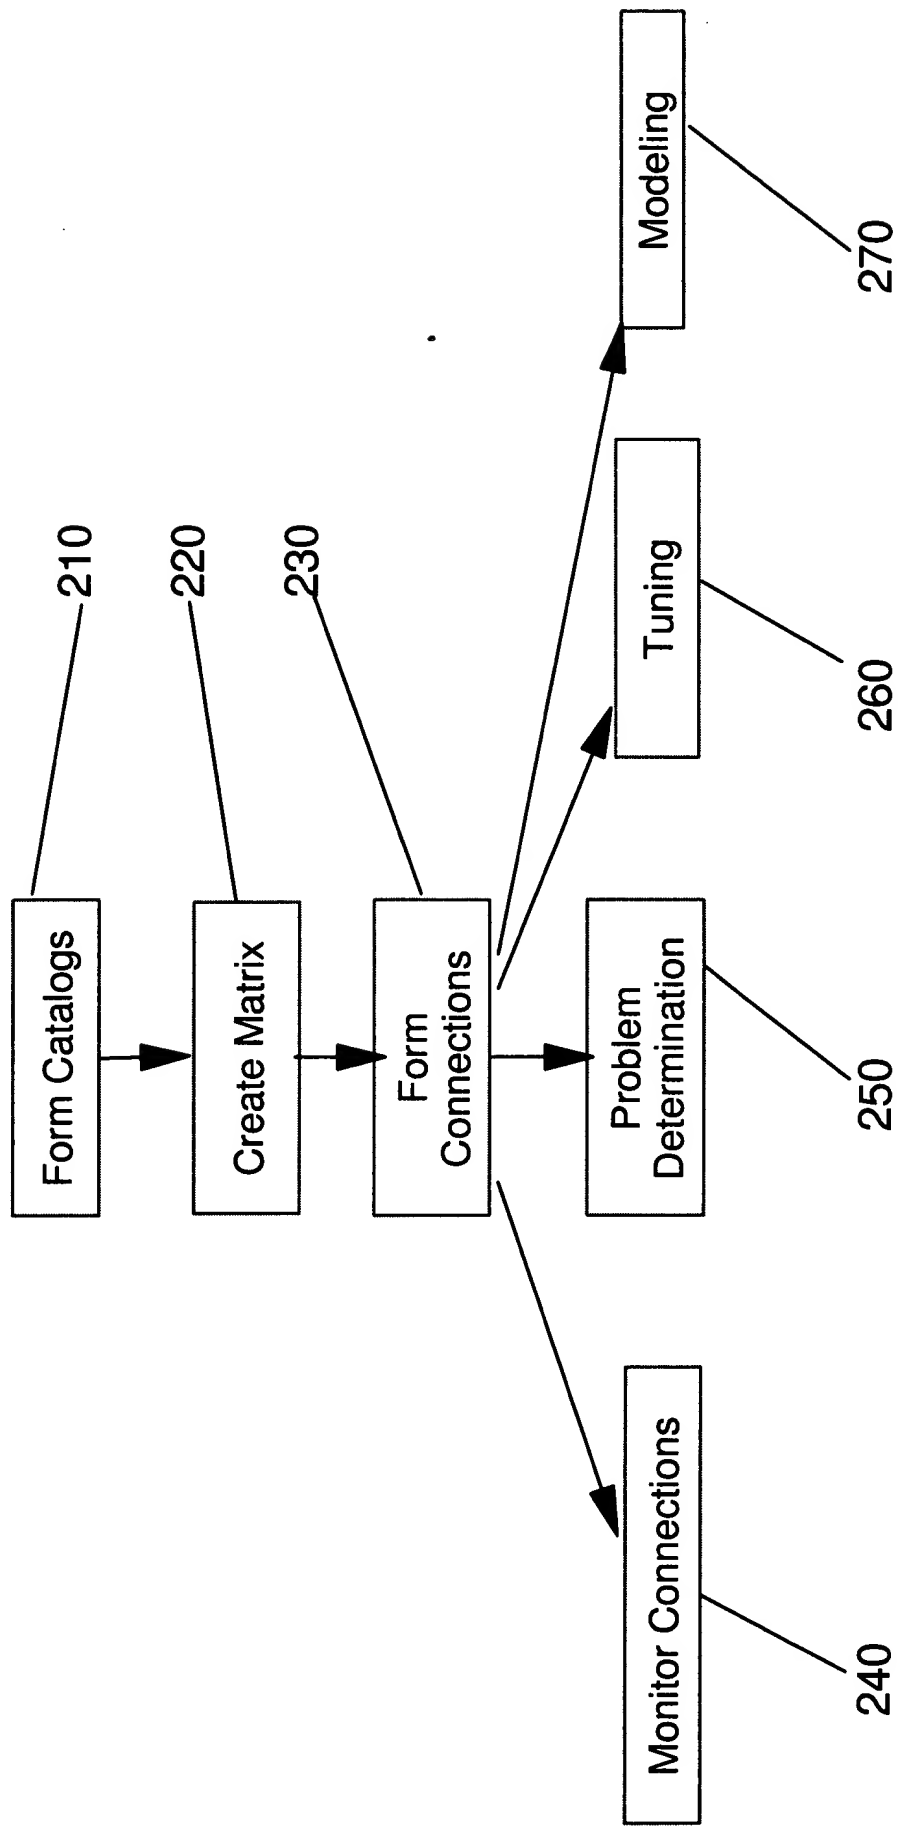 Form Catalogs
210
Create Matrix
220
Form
Connections
230
Monitor Connections
240
Problem
Determination
250
Tuning
260
Modeling
270